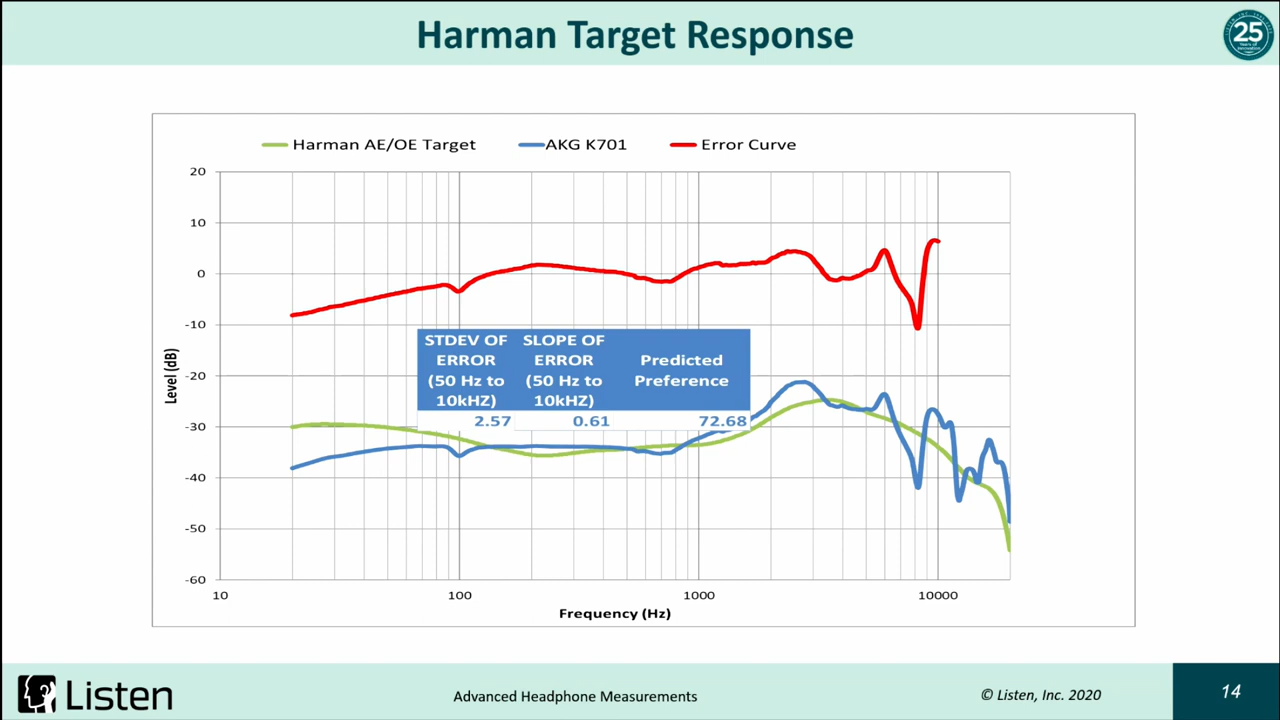 Harman Target Response
25
Harman AE/OE Target AKG K701 Error Curve
20
10
0
-10
-20
-30
-40
-50
-60
Level (dB)
STDEV OF ERROR (50 Hz to 10kHZ)
SLOPE OF ERROR (50 Hz to 10kHZ)
Predicted Preference
2.57 0.61 72.68
10 100 1000 10000
Frequency (Hz)
Listen
Advanced Headphone Measurements
© Listen, Inc. 2020
14